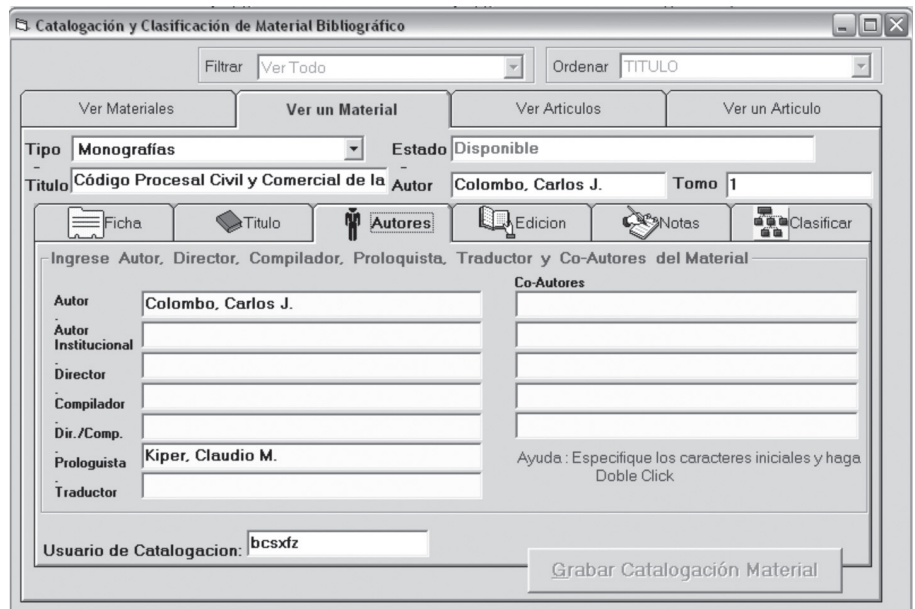 Catalogación y Clasificación de Material Bibliográfico
Filtrar Ver Todo Ordenar TITULO
Ver Materiales Ver un Material Ver Articulos Ver un Articulo
Tipo Monografías Estado Disponible
Titulo Código Procesal Civil y Comercial de la Autor Colombo, Carlos J. Tomo 1
Ficha Titulo Autores Edicion Notas Clasificar
Ingrese Autor, Director, Compilador, Proloquista, Traductor y Co-Autores del Material
Co-Autores
Autor Colombo, Carlos J.
Autor
Institucional
Director
Compilador
Dir./Comp.
Prologuista Kiper, Claudio M.
Traductor
Ayuda : Especifique los caracteres iniciales y haga
Doble Click
Usuario de Catalogacion: bcsxfz
Grabar Catalogación Material